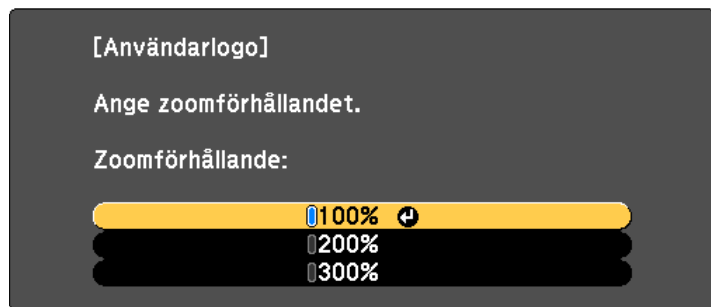 [Användarlogo]
Ange zoomförhållandet.
Zoomförhållande:
100%
200%
300%